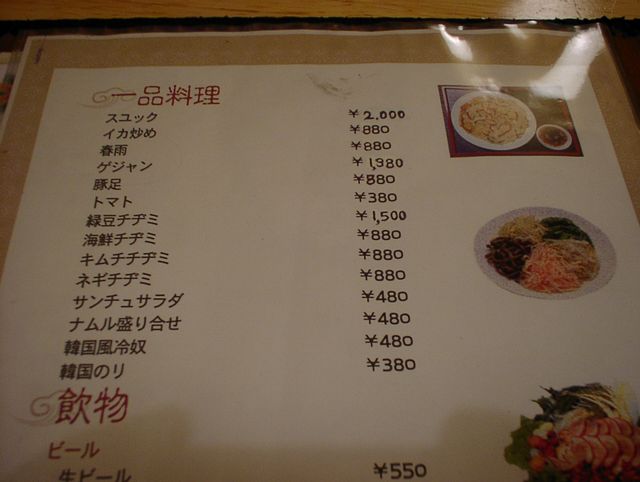 一品料理
スユック ¥2,000
イカ炒め ¥880
春雨 ¥880
ゲジャン ¥1,380
豚足 ¥880
トマト ¥380
緑豆チヂミ ¥1,500
海鮮チヂミ ¥880
キムチチヂミ ¥880
ネギチヂミ ¥880
サンチュサラダ ¥480
ナムル盛り合せ ¥480
韓国風冷奴 ¥480
韓国のリ ¥380
飲物
ビール
生ビール ¥550